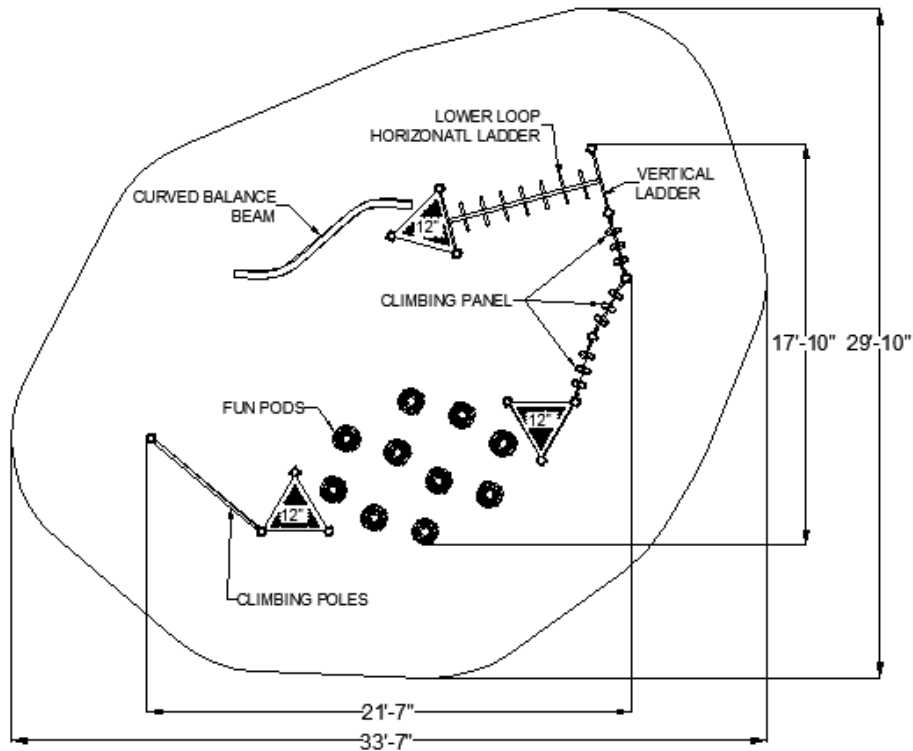 LOWER LOOP
HORIZONATL LADDER
VERTICAL
LADDER
CURVED BALANCE
BEAM
12"
CLIMBING PANEL
17'-10"
29'-10"
FUN PODS
12"
12"
CLIMBING POLES
21'-7"
33'-7"